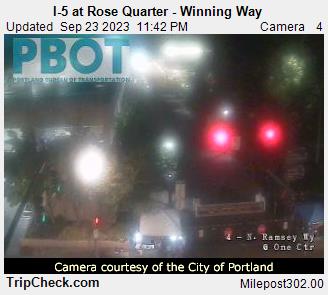 I-5 at Rose Quarter - Winning Way
Updated Sep 23 2023 11:42 PM Camera 4
PBOT
PORTLAND BUREAU OF TRANSPORTATION
4 - N. Ramsey Wy
@ One Ctr
Camera courtesy of the City of Portland
TripCheck.com Milepost302.00